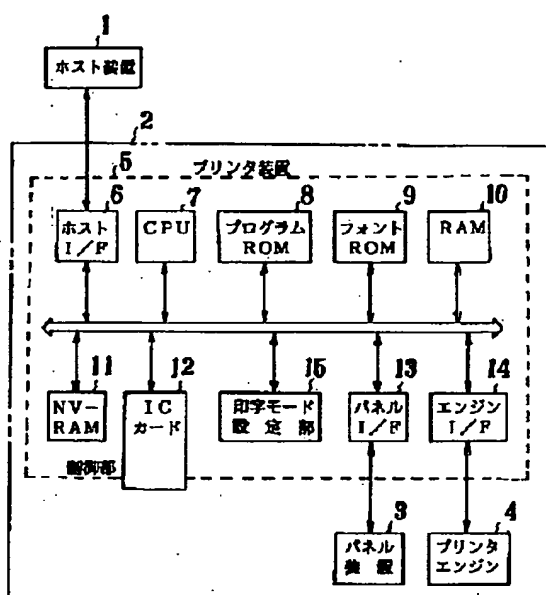 1
ホスト装置
2
プリンタ装置
5
6
7
8
9
10
ホスト
I/F
CPU
プログラム
ROM
フォント
ROM
RAM
11
12
15
13
14
NV-
RAM
IC
カード
印字モード
設定部
パネル
I/F
エンジン
I/F
制御部
3
4
パネル
装置
プリンタ
エンジン